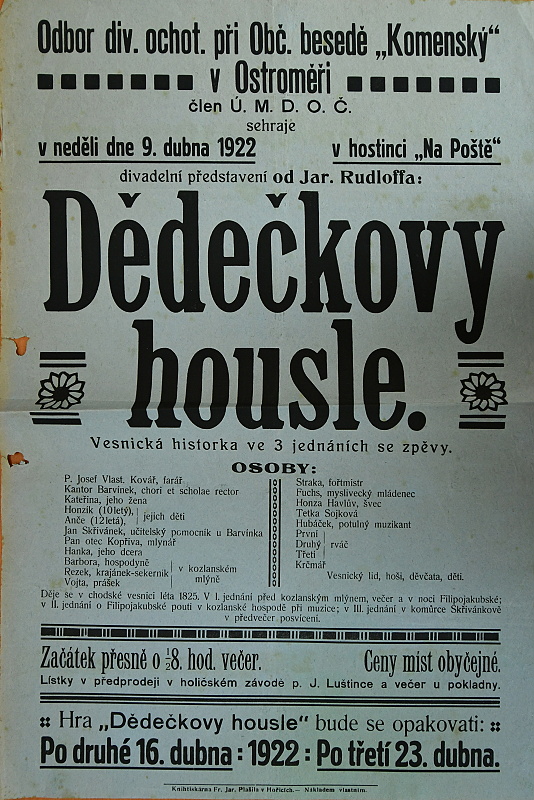 Odbor div. ochot. při Obč. besedě „Komenský"
v Ostroměři
člen Ú. M. D. O. Č.
sehraje
v neděli dne 9. dubna 1922 v hostinci „Na Poště"
divadelní představení od Jar. Rudloffa:
Dědečkovy
housle.
Vesnická historka ve 3 jednáních se zpěvy.
OSOBY:
P. Josef Vlast. Kovář, farář
Kantor Barvínek, chori et scholae rector
Kateřina, jeho žena
Honzík (10letý),
Anče (12letá),
jejich děti
Jan Skřivánek, učitelský pomocník u Barvínka
Pan otec Kopřiva, mlynář
Hanka, jeho dcera
Barbora, hospodyně
Rezek, krajánek-sekerník
Vojta, prášek
v kozlanském
mlýně
Straka, fořtmistr
Fuchs, myslivecký mládenec
Honza Havlův, švec
Tetka Sojková
Hubáček, potulný muzikant
První
Druhý
Třetí
rváč
Krčmář
Vesnický lid, hoši, děvčata, děti.
Děje se v chodské vesnici léta 1825. V I. jednání před kozlanským mlýnem, večer a v noci Filipojakubské;
v II. jednání o Filipojakubské pouti v kozlanské hospodě při muzice; v III. jednání v komůrce Skřivánkově
v předvečer posvícení.
Začátek přesně o ½8. hod. večer. Ceny míst obyčejné.
Lístky v předprodeji v holičském závodě p. J. Luštince a večer u pokladny.
Hra „Dědečkovy housle" bude se opakovati:
Po druhé 16. dubna : 1922 : Po třetí 23. dubna.
Knihtiskárna Fr. Jar. Plašila v Hořicích. — Nákladem vlastním.